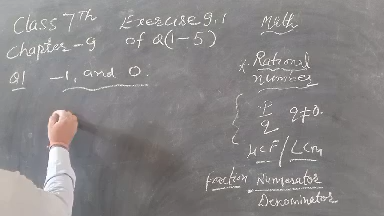 Class 7Th Exercise 9.1
Chapter - 9 of Q(1-5)
Q1 -1, and 0.
Math
* Rational
numbers
p/q q≠0.
HCF/LCM
Fraction Numerator
Denominator